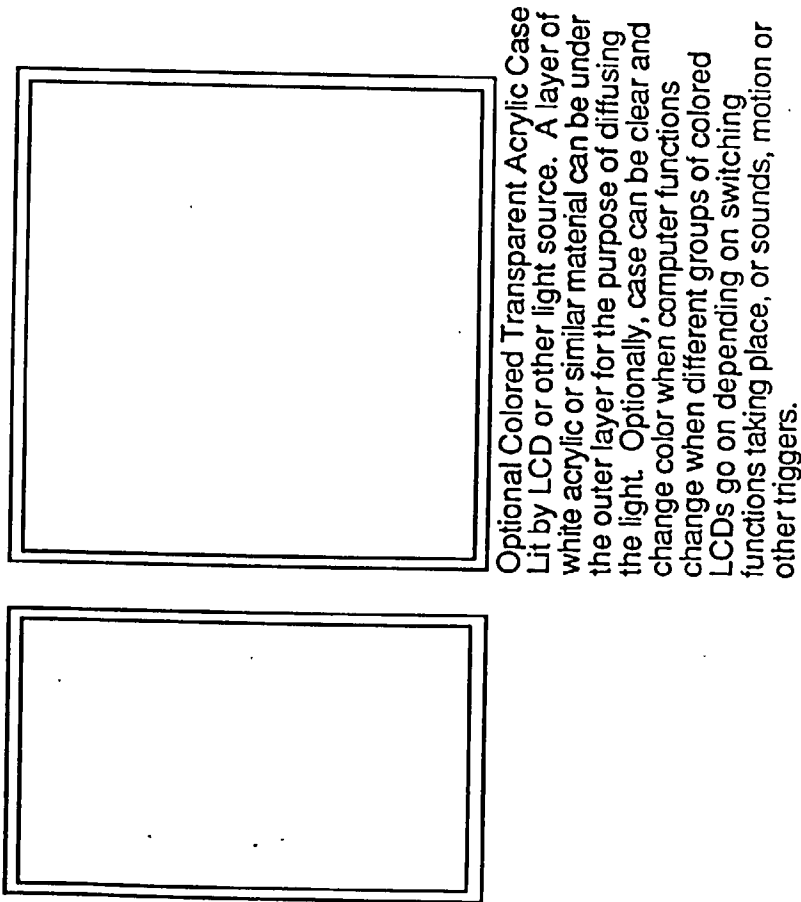 Optional Colored Transparent Acrylic Case
Lit by LCD or other light source.  A layer of
white acrylic or similar material can be under
the outer layer for the purpose of diffusing
the light.  Optionally, case can be clear and
change color when computer functions
change when different groups of colored
LCDs go on depending on switching
functions taking place, or sounds, motion or
other triggers.